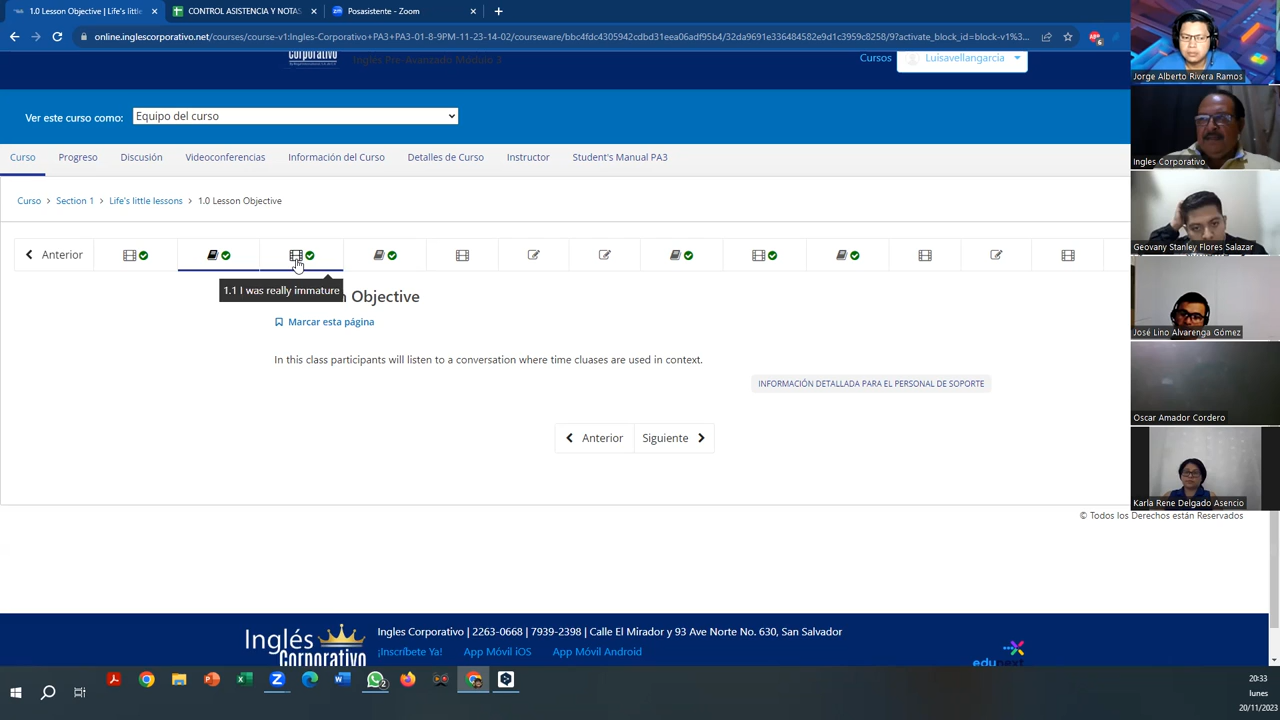 1.0 Lesson Objective | Life's little
CONTROL ASISTENCIA Y NOTAS
Posasistente - Zoom
online.inglescorporativo.net/courses/course-v1:Ingles-Corporativo+PA3+PA3-01-8-9PM-11-23-14-02/courseware/bbc4fdc4305942cdbd31eea06adf95b4/32da9691e336484582e9d1c3959c8258/9?activate_block_id=block-v1%3...
Inglés Pre-Avanzado Módulo 3
Cursos
Luisavellangarcia
Ver este curso como:
Equipo del curso
Curso
Progreso
Discusión
Videoconferencias
Información del Curso
Detalles de Curso
Instructor
Student's Manual PA3
Curso > Section 1 > Life's little lessons > 1.0 Lesson Objective
Anterior
1.1 I was really immature
n Objective
Marcar esta página
In this class participants will listen to a conversation where time cluases are used in context.
INFORMACIÓN DETALLADA PARA EL PERSONAL DE SOPORTE
Anterior
Siguiente
© Todos los Derechos están Reservados
Inglés
Corporativo
Ingles Corporativo | 2263-0668 | 7939-2398 | Calle El Mirador y 93 Ave Norte No. 630, San Salvador
¡Inscríbete Ya!
App Móvil iOS
App Móvil Android
edunext
Jorge Alberto Rivera Ramos
Ingles Corporativo
Geovany Stanley Flores Salazar
José Lino Alvarenga Gómez
Oscar Amador Cordero
Karla Rene Delgado Asencio
2
20:33
lunes
20/11/2023